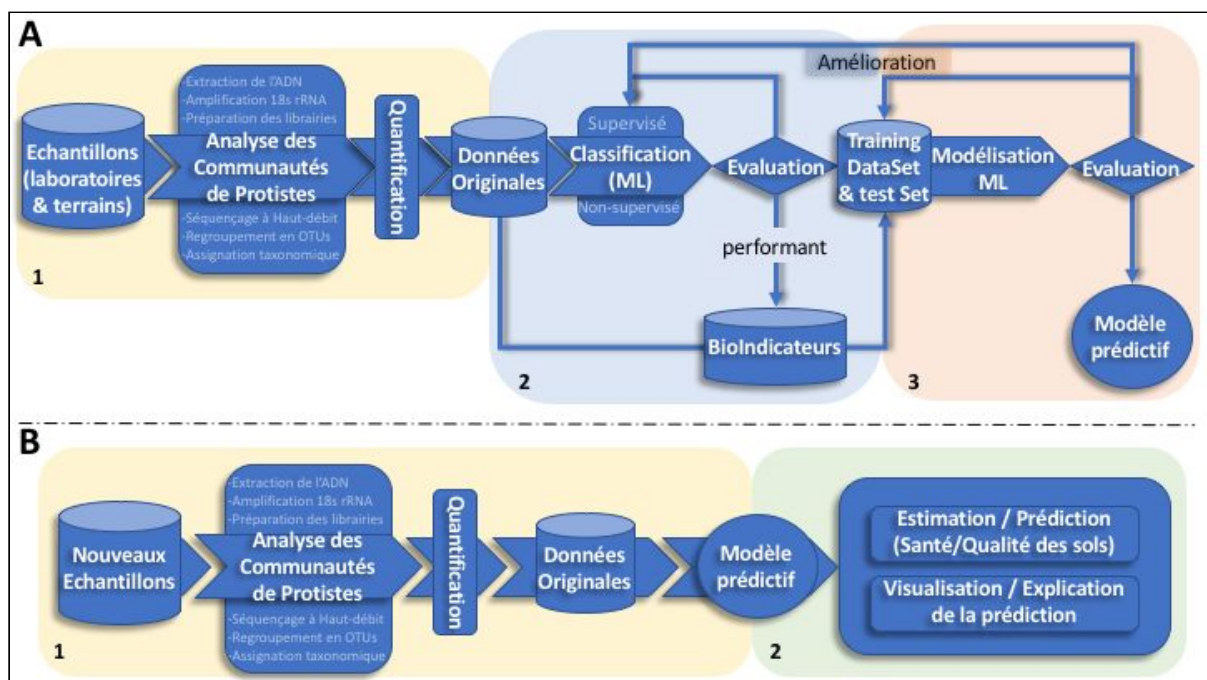 A
Echantillons
(laboratoires
& terrains)
-Extraction de l'ADN
-Amplification 18s rRNA
-Préparation des librairies
Analyse des
Communautés
de Protistes
-Séquençage à Haut-débit
-Regroupement en OTUs
-Assignation taxonomique
Quantification
Données
Originales
1
Supervisé
Classification
(ML)
Non-supervisé
Evaluation
performant
BioIndicateurs
2
Amélioration
Training
DataSet
& test Set
Modélisation
ML
Evaluation
Modèle
prédictif
3
B
Nouveaux
Echantillons
-Extraction de l'ADN
-Amplification 18s rRNA
-Préparation des librairies
Analyse des
Communautés
de Protistes
-Séquençage à Haut-débit
-Regroupement en OTUs
-Assignation taxonomique
Quantification
Données
Originales
1
Modèle
prédictif
Estimation / Prédiction
(Santé/Qualité des sols)
Visualisation / Explication
de la prédiction
2